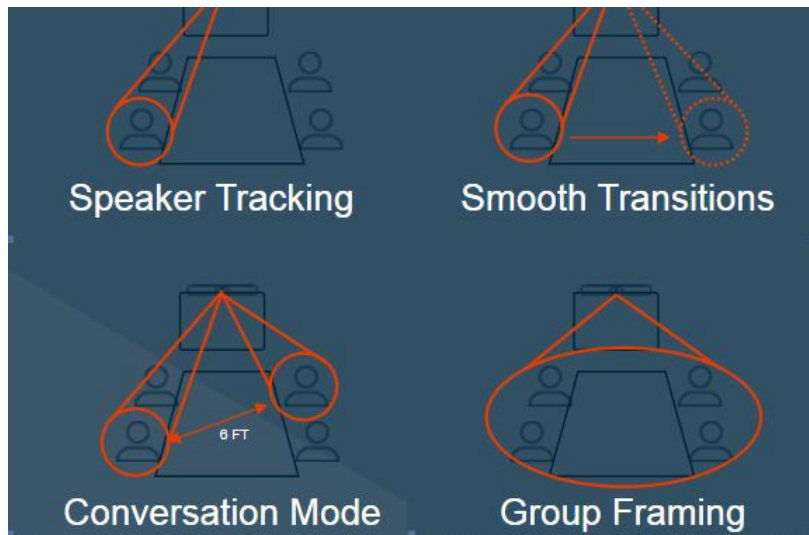 Speaker Tracking
Smooth Transitions
6 FT
Conversation Mode
Group Framing